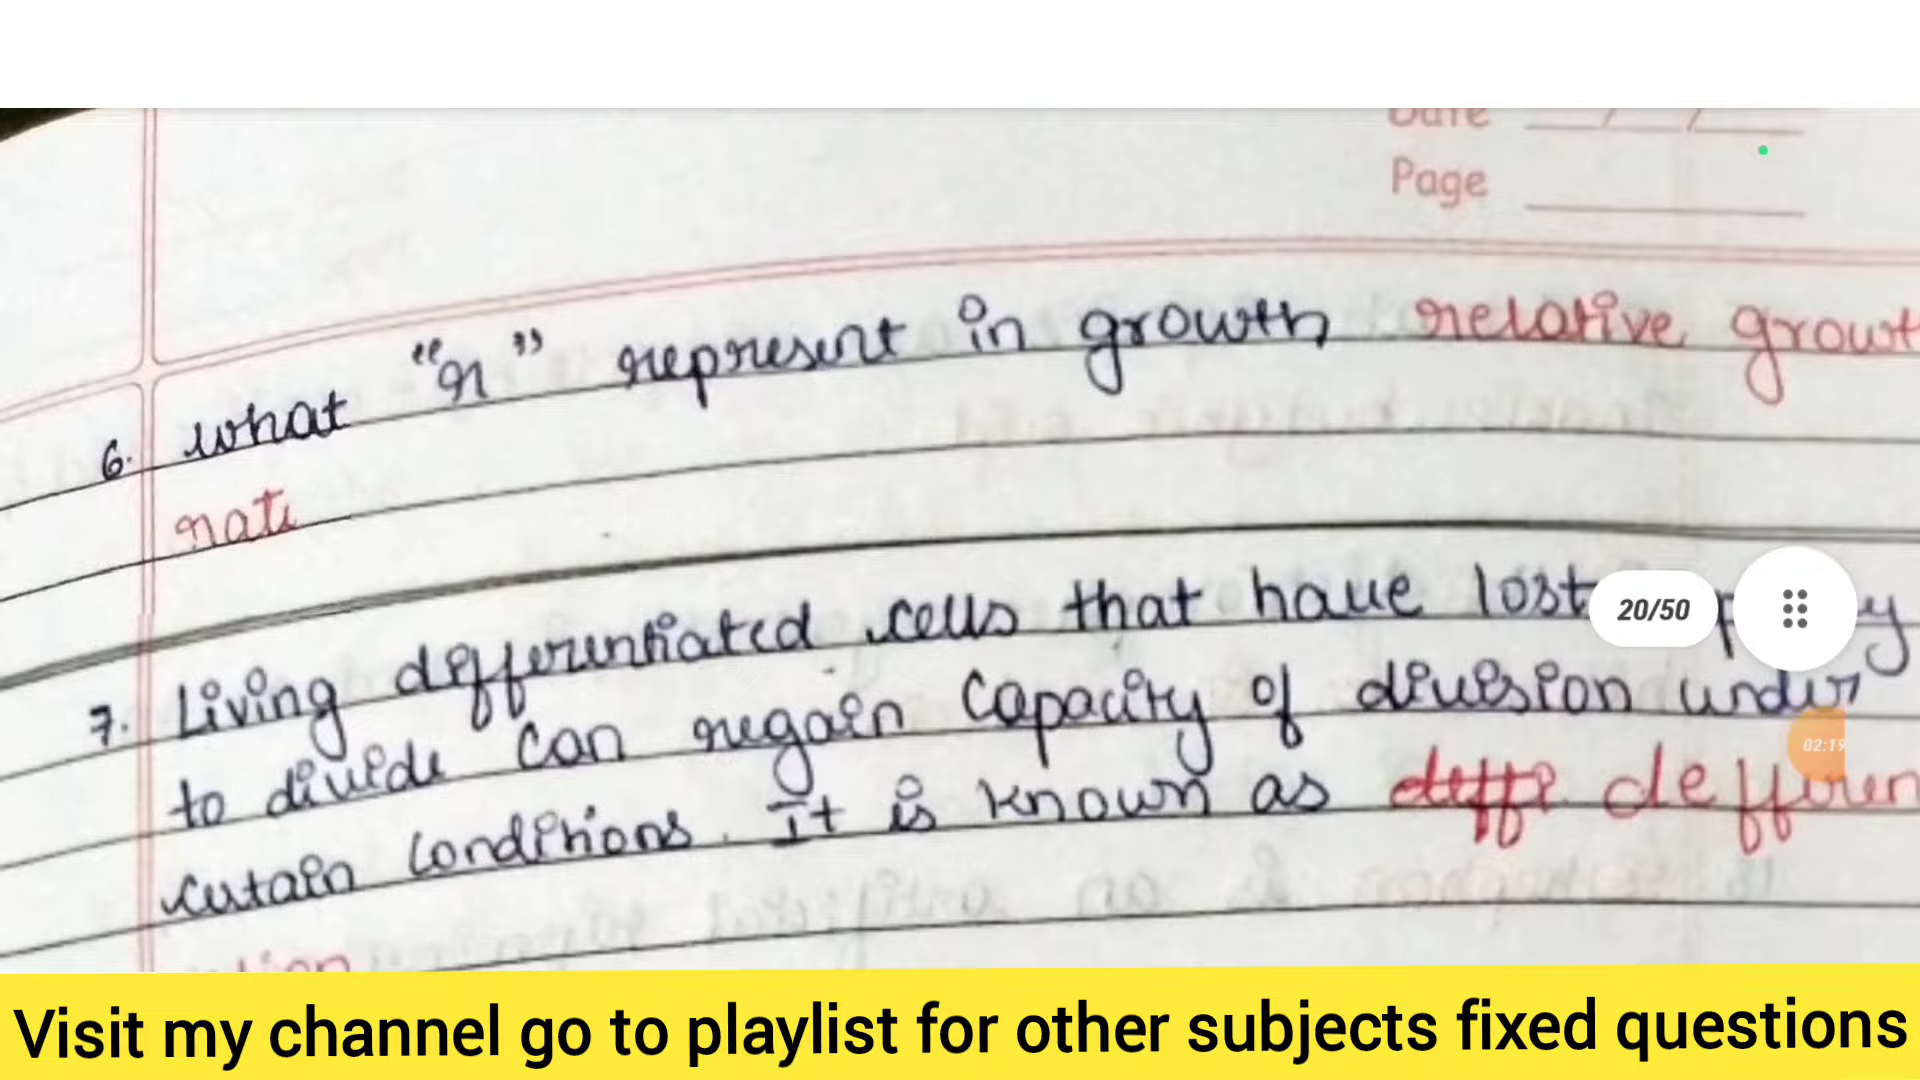 Date / /
Page
6. what "r" represent in growth relative growt
rate
7. Living differentiated cells that have lost
to divide can regain capacity of division under
certain conditions. It is known as deffi deffren
tion
20/50
02:19
Visit my channel go to playlist for other subjects fixed questions